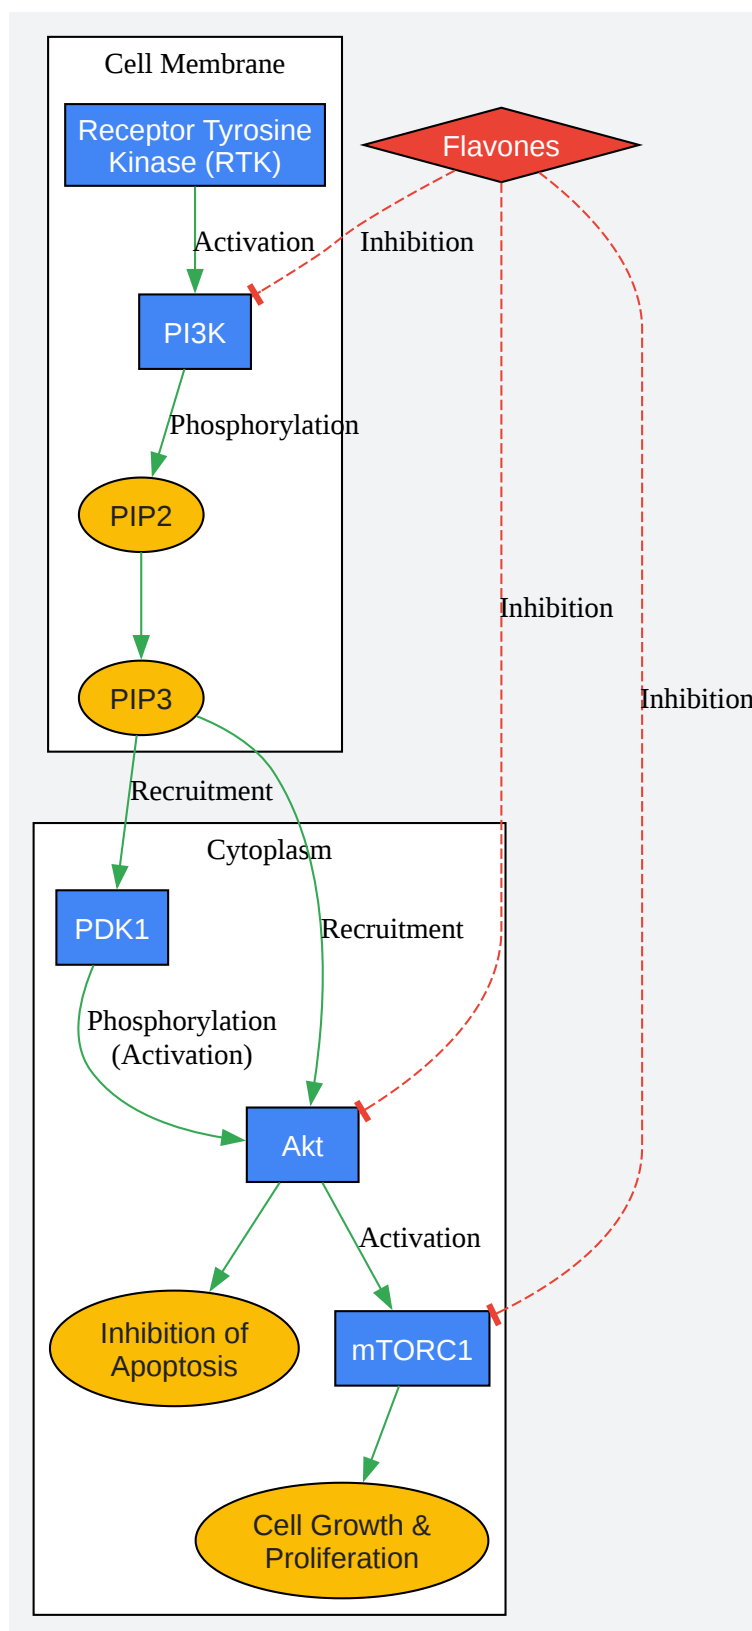 Cell Membrane
Receptor Tyrosine
Kinase (RTK)
Flavones
Activation
Inhibition
PI3K
Phosphorylation
PIP2
Inhibition
PIP3
Inhibition
Recruitment
Cytoplasm
PDK1
Recruitment
Phosphorylation
(Activation)
Akt
Activation
Inhibition of
Apoptosis
mTORC1
Cell Growth &
Proliferation